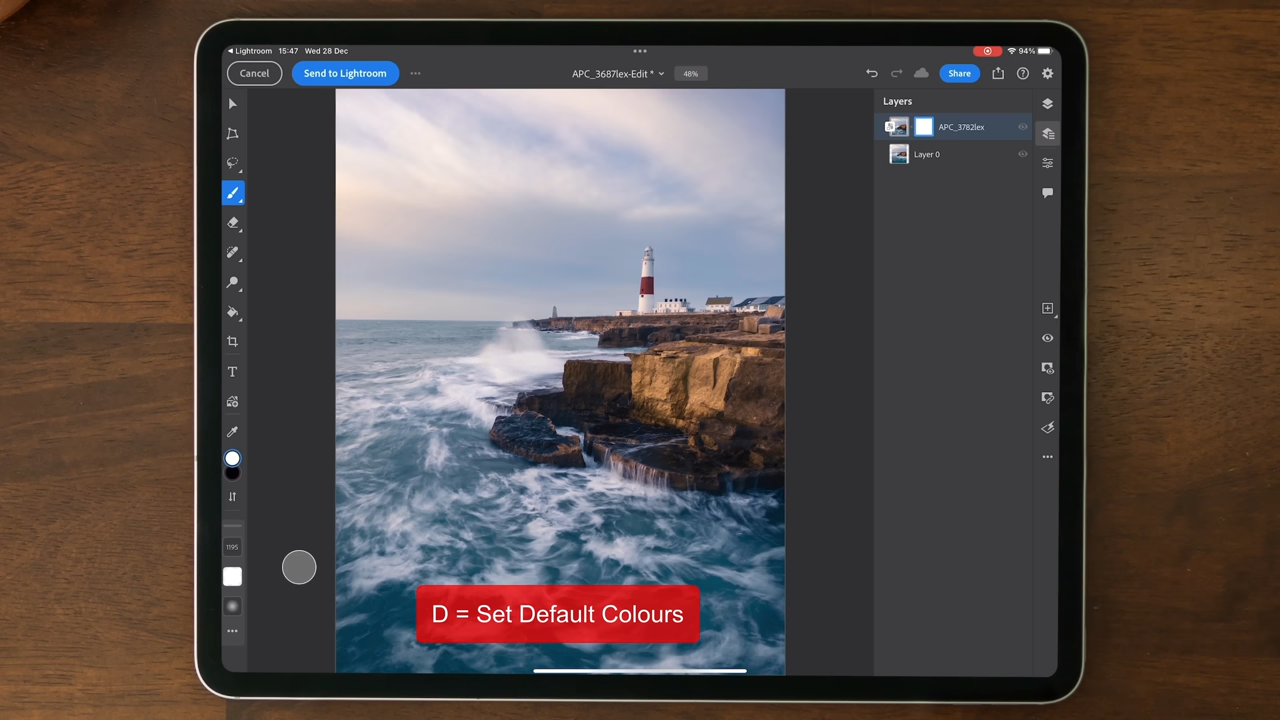 Lightroom 15:47 Wed 28 Dec
94%
Cancel
Send to Lightroom
APC_3687lex-Edit *
48%
Share
Layers
APC_3782lex
Layer 0
T
1195
D = Set Default Colours